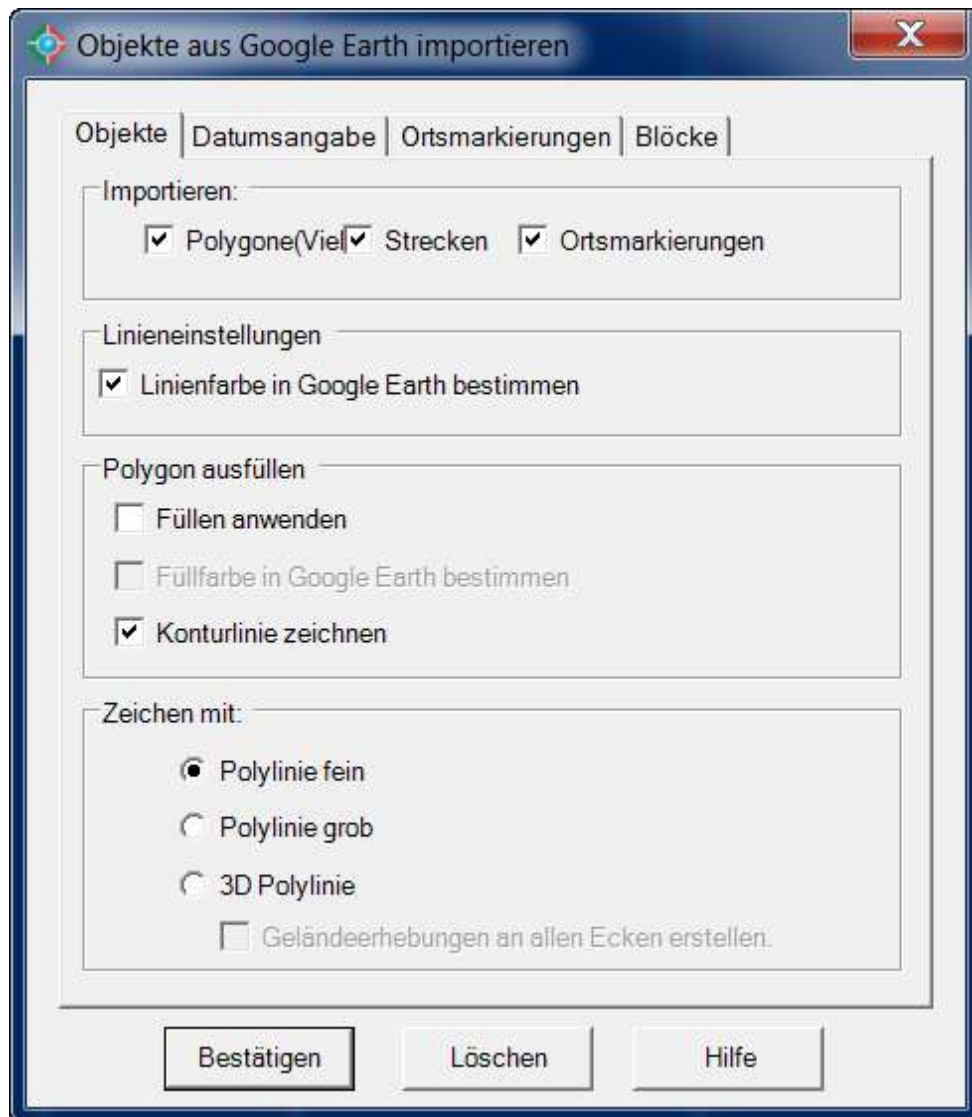 Objekte aus Google Earth importieren
Objekte Datumsangabe Ortsmarkierungen Blöcke
Importieren:
Polygone(Viel Strecken Ortsmarkierungen
Linieneinstellungen
Linienfarbe in Google Earth bestimmen
Polygon ausfüllen
Füllen anwenden
Füllfarbe in Google Earth bestimmen
Konturlinie zeichnen
Zeichen mit:
Polylinie fein
Polylinie grob
3D Polylinie
Geländeerhebungen an allen Ecken erstellen.
Bestätigen Löschen Hilfe